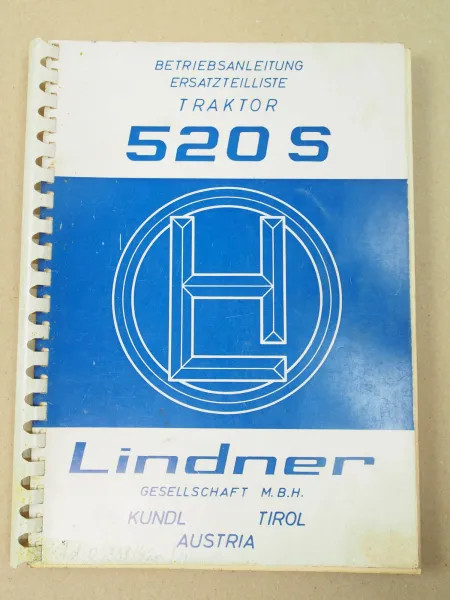 BETRIEBSANLEITUNG
ERSATZTEILLISTE
TRAKTOR
520 S
Lindner
GESELLSCHAFT M.B.H.
KUNDL TIROL
AUSTRIA